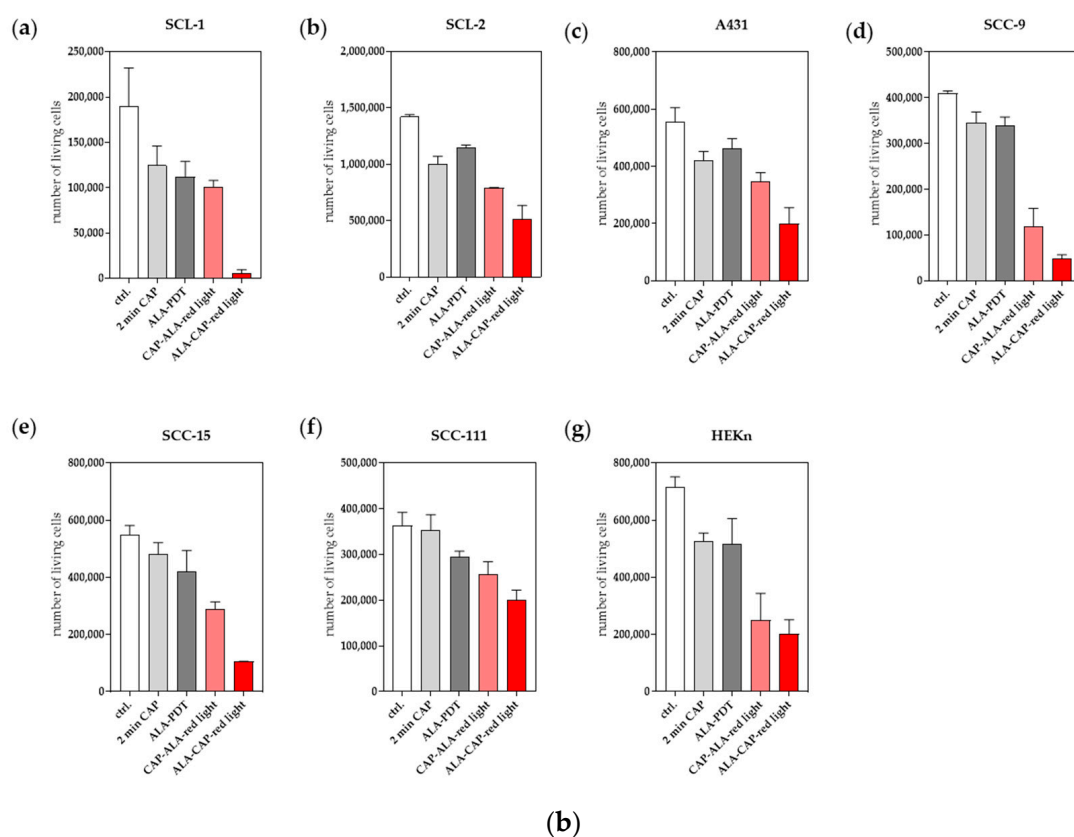 (a)
SCL-1
number of living cells
250,000
200,000
150,000
100,000
50,000
0
ctrl.
2 min CAP
ALA-PDT
CAP-ALA-red light
ALA-CAP-red light
(b)
SCL-2
number of living cells
2,000,000
1,500,000
1,000,000
500,000
0
ctrl.
2 min CAP
ALA-PDT
CAP-ALA-red light
ALA-CAP-red light
(c)
A431
number of living cells
800,000
600,000
400,000
200,000
0
ctrl.
2 min CAP
ALA-PDT
CAP-ALA-red light
ALA-CAP-red light
(d)
SCC-9
number of living cells
500,000
400,000
300,000
200,000
100,000
0
ctrl.
2 min CAP
ALA-PDT
CAP-ALA-red light
ALA-CAP-red light
(e)
SCC-15
number of living cells
800,000
600,000
400,000
200,000
0
ctrl.
2 min CAP
ALA-PDT
CAP-ALA-red light
ALA-CAP-red light
(f)
SCC-111
number of living cells
500,000
400,000
300,000
200,000
100,000
0
ctrl.
2 min CAP
ALA-PDT
CAP-ALA-red light
ALA-CAP-red light
(g)
HEKn
number of living cells
800,000
600,000
400,000
200,000
0
ctrl.
2 min CAP
ALA-PDT
CAP-ALA-red light
ALA-CAP-red light
(b)